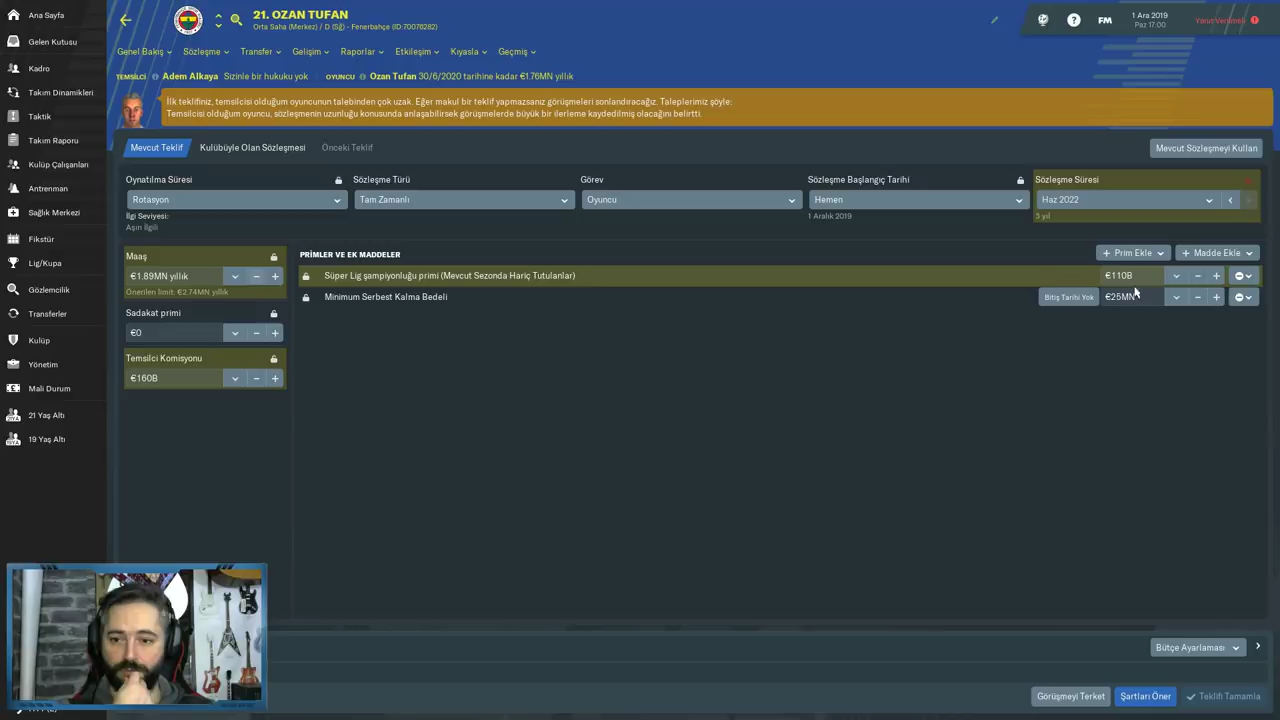 Ana Sayfa
Gelen Kutusu
Kadro
Takım Dinamikleri
Taktik
Takım Raporu
Kulüp Çalışanları
Antrenman
Sağlık Merkezi
Fikstür
Lig/Kupa
Gözlemcilik
Transferler
Kulüp
Yönetim
Mali Durum
21 Yaş Altı
19 Yaş Altı
21. OZAN TUFAN
Orta Saha (Merkez) / D (Sğ) - Fenerbahçe (ID:70076282)
FM
1 Ara 2019
Paz 17:00
Genel Bakış
Sözleşme
Transfer
Gelişim
Raporlar
Etkileşim
Kıyasla
Geçmiş
TEMSİLCİ Adem Alkaya Sizinle bir hukuku yok OYUNCU Ozan Tufan 30/6/2020 tarihine kadar €1.76MN yıllık
İlk teklifiniz, temsilcisi olduğum oyuncunun talebinden çok uzak. Eğer makul bir teklif yapmazsanız görüşmeleri sonlandıracağız. Taleplerimiz şöyle:
Temsilcisi olduğum oyuncu, sözleşmenin uzunluğu konusunda anlaşabilirsek görüşmelerde büyük bir ilerleme kaydedilmiş olacağını belirtti.
Mevcut Teklif
Kulübüyle Olan Sözleşmesi
Önceki Teklif
Mevcut Sözleşmeyi Kullan
Oynatılma Süresi
Rotasyon
İlgi Seviyesi:
Aşırı İlgili
Sözleşme Türü
Tam Zamanlı
Görev
Oyuncu
Sözleşme Başlangıç Tarihi
Hemen
1 Aralık 2019
Sözleşme Süresi
Haz 2022
3 yıl
Maaş
€1.89MN yıllık
Önerilen limit: €2.74MN yıllık
Sadakat primi
€0
Temsilci Komisyonu
€160B
PRİMLER VE EK MADDELER
+ Prim Ekle
+ Madde Ekle
Süper Lig şampiyonluğu primi (Mevcut Sezonda Hariç Tutulanlar)
€110B
Minimum Serbest Kalma Bedeli
Bitiş Tarihi Yok
€25MN
Bütçe Ayarlaması
Görüşmeyi Terket
Şartları Öner
Teklifi Tamamla